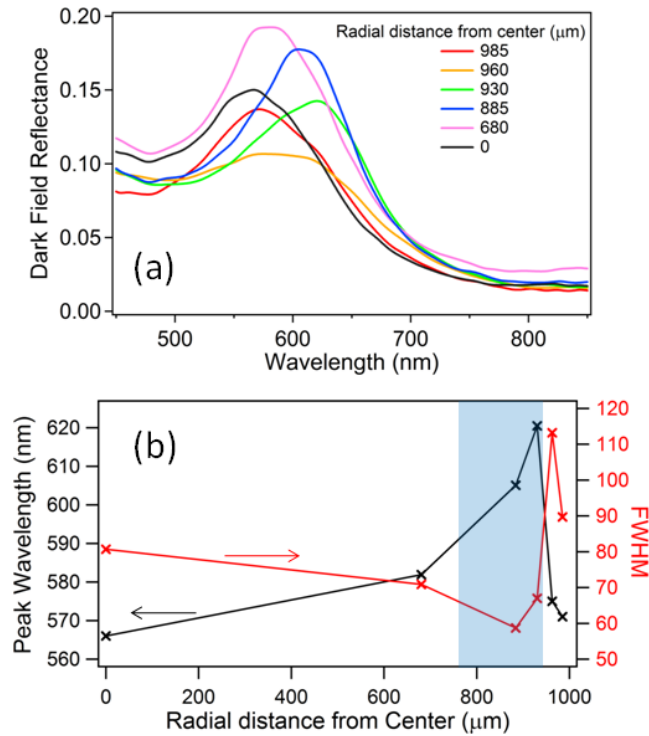 0.20
0.15
0.10
0.05
0.00
Dark Field Reflectance
Radial distance from center (μm)
985
960
930
885
680
0
(a)
500 600 700 800
Wavelength (nm)
620
610
600
590
580
570
560
Peak Wavelength (nm)
(b)
120
110
100
90
80
70
60
50
FWHM
0 200 400 600 800 1000
Radial distance from Center (μm)